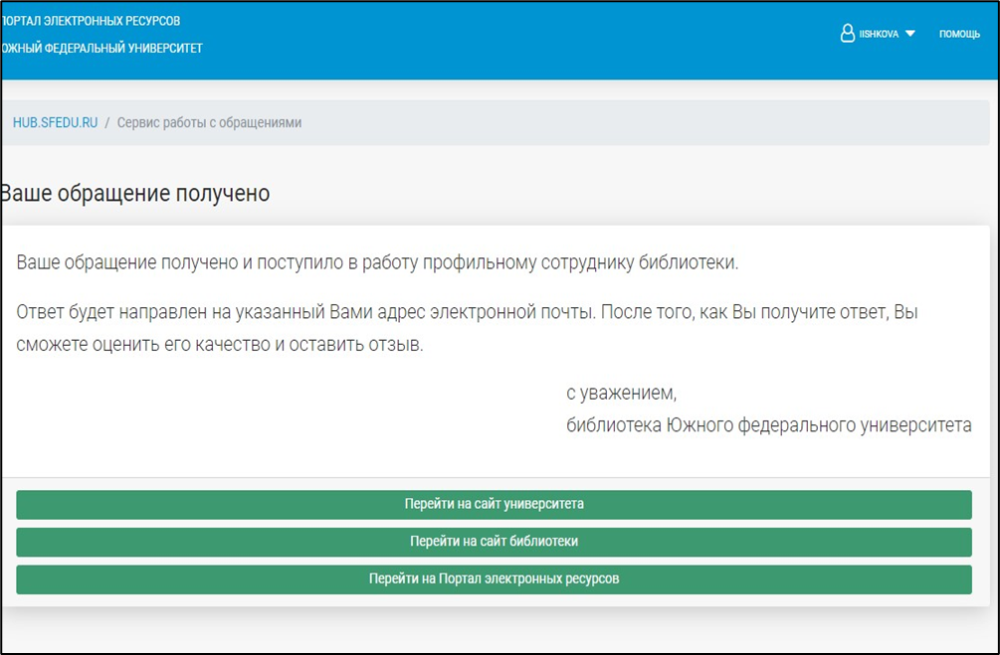 ПОРТАЛ ЭЛЕКТРОННЫХ РЕСУРСОВ
ЮЖНЫЙ ФЕДЕРАЛЬНЫЙ УНИВЕРСИТЕТ
IISHKOVA
ПОМОЩЬ
HUB.SFEDU.RU / Сервис работы с обращениями
Ваше обращение получено
Ваше обращение получено и поступило в работу профильному сотруднику библиотеки.
Ответ будет направлен на указанный Вами адрес электронной почты. После того, как Вы получите ответ, Вы
сможете оценить его качество и оставить отзыв.
с уважением,
библиотека Южного федерального университета
Перейти на сайт университета
Перейти на сайт библиотеки
Перейти на Портал электронных ресурсов